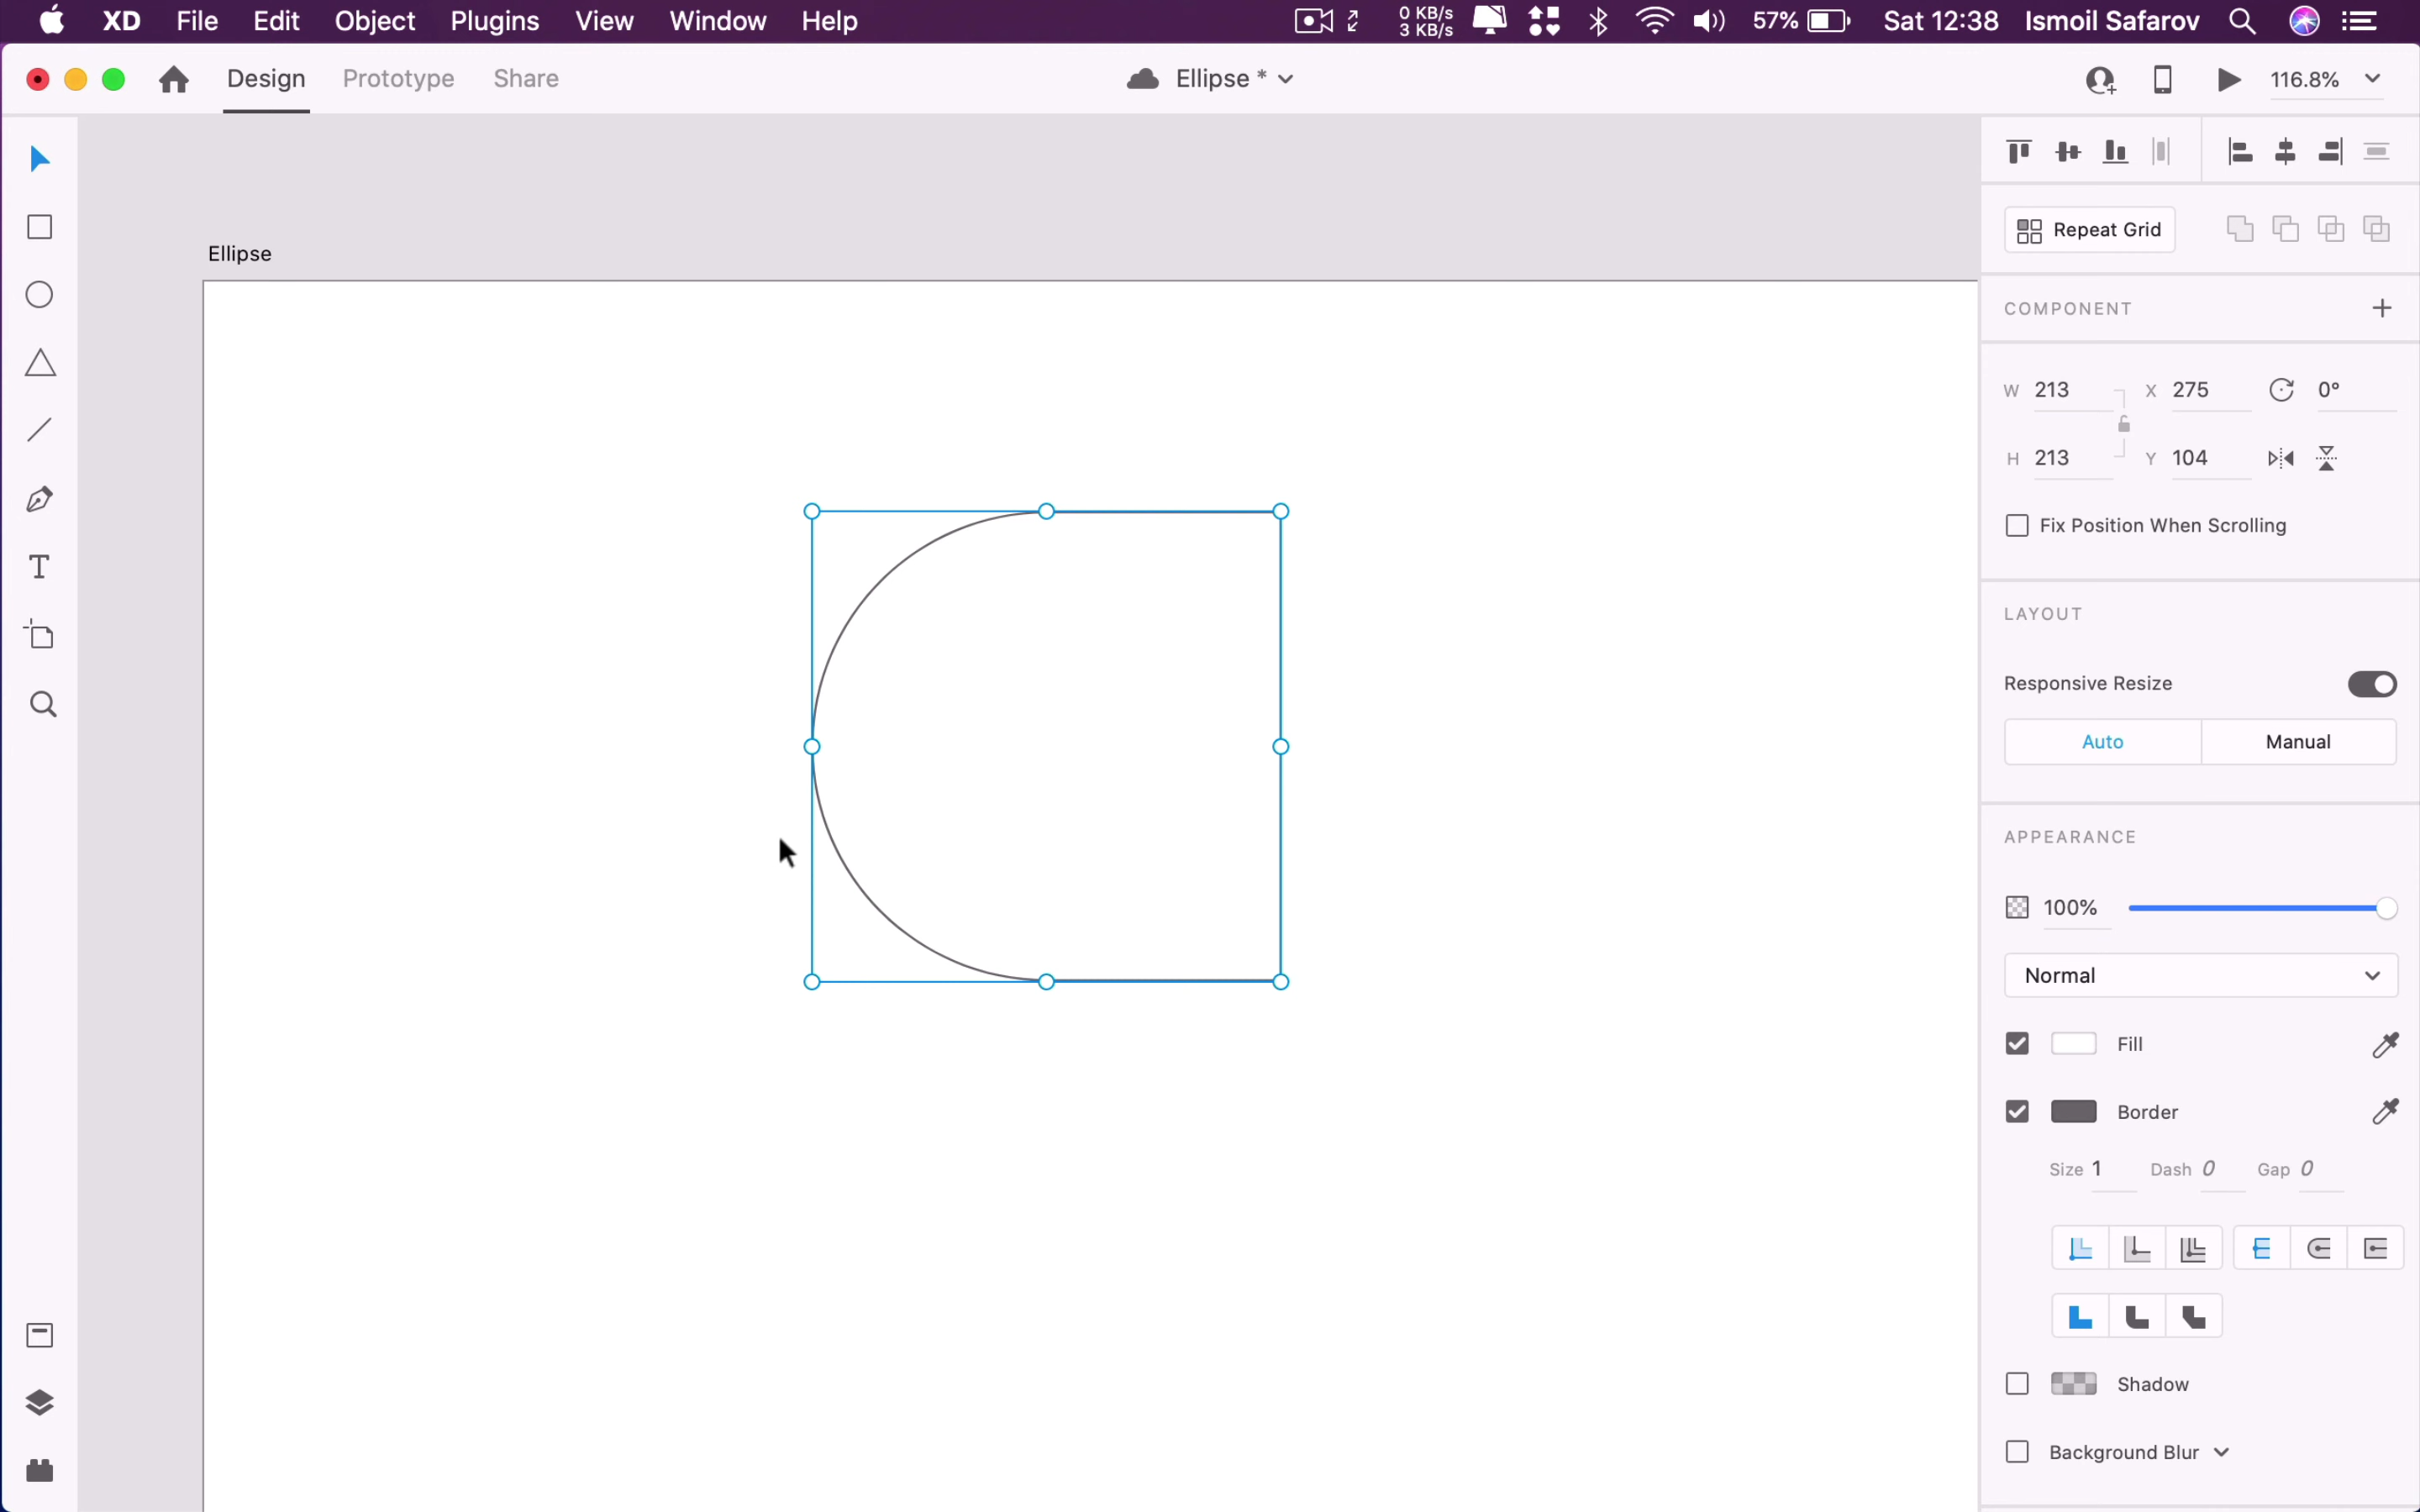 XD File Edit Object Plugins View Window Help 0 KB/s 57% Sat 12:38 Ismoil Safarov
3 KB/s
Design Prototype Share Ellipse * 116.8%
Repeat Grid
Ellipse
COMPONENT
W 213 X 275 0°
H 213 Y 104
Fix Position When Scrolling
LAYOUT
Responsive Resize
Auto Manual
APPEARANCE
100%
Normal
Fill
Border
Size 1 Dash 0 Gap 0
Shadow
Background Blur